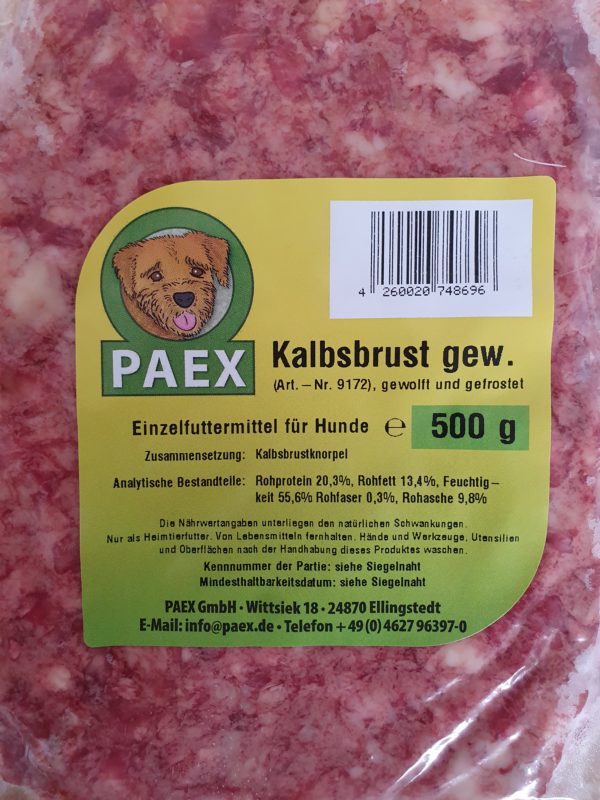 4 260020 748696
PAEX
Kalbsbrust gew.
(Art.–Nr. 9172), gewolft und gefrostet
Einzelfuttermittel für Hunde ℮ 500 g
Zusammensetzung: Kalbsbrustknorpel
Analytische Bestandteile: Rohprotein 20,3%, Rohfett 13,4%, Feuchtig–
keit 55,6% Rohfaser 0,3%, Rohasche 9,8%
Die Nährwertangaben unterliegen den natürlichen Schwankungen.
Nur als Heimtierfutter. Von Lebensmitteln fernhalten. Hände und Werkzeuge, Utensilien
und Oberflächen nach der Handhabung dieses Produktes waschen.
Kennnummer der Partie: siehe Siegelnaht
Mindesthaltbarkeitsdatum: siehe Siegelnaht
PAEX GmbH • Wittsiek 18 • 24870 Ellingstedt
E-Mail: info@paex.de • Telefon +49 (0) 4627 96397-0